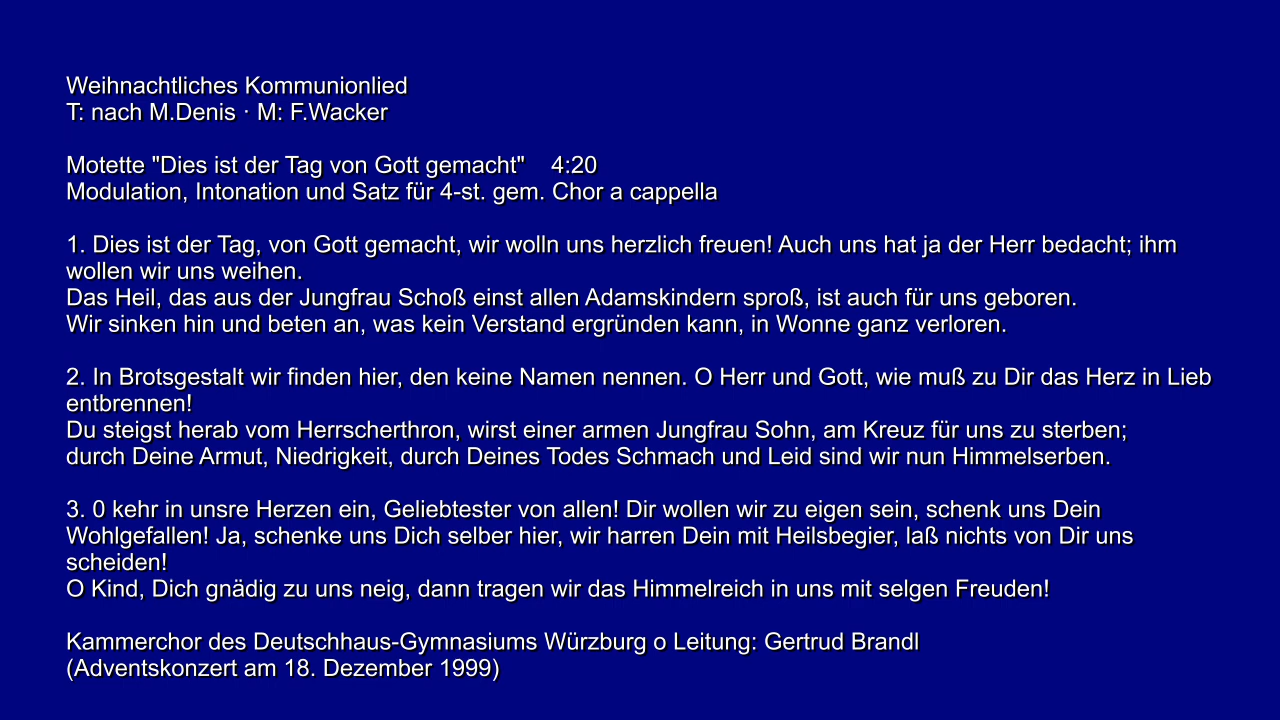 Weihnachtliches Kommunionlied
T: nach M.Denis · M: F.Wacker
Motette "Dies ist der Tag von Gott gemacht" 4:20
Modulation, Intonation und Satz für 4-st. gem. Chor a cappella
1. Dies ist der Tag, von Gott gemacht, wir wolln uns herzlich freuen! Auch uns hat ja der Herr bedacht; ihm
wollen wir uns weihen.
Das Heil, das aus der Jungfrau Schoß einst allen Adamskindern sproß, ist auch für uns geboren.
Wir sinken hin und beten an, was kein Verstand ergründen kann, in Wonne ganz verloren.
2. In Brotsgestalt wir finden hier, den keine Namen nennen. O Herr und Gott, wie muß zu Dir das Herz in Lieb
entbrennen!
Du steigst herab vom Herrscherthron, wirst einer armen Jungfrau Sohn, am Kreuz für uns zu sterben;
durch Deine Armut, Niedrigkeit, durch Deines Todes Schmach und Leid sind wir nun Himmelserben.
3. 0 kehr in unsre Herzen ein, Geliebtester von allen! Dir wollen wir zu eigen sein, schenk uns Dein
Wohlgefallen! Ja, schenke uns Dich selber hier, wir harren Dein mit Heilsbegier, laß nichts von Dir uns
scheiden!
O Kind, Dich gnädig zu uns neig, dann tragen wir das Himmelreich in uns mit selgen Freuden!
Kammerchor des Deutschhaus-Gymnasiums Würzburg o Leitung: Gertrud Brandl
(Adventskonzert am 18. Dezember 1999)